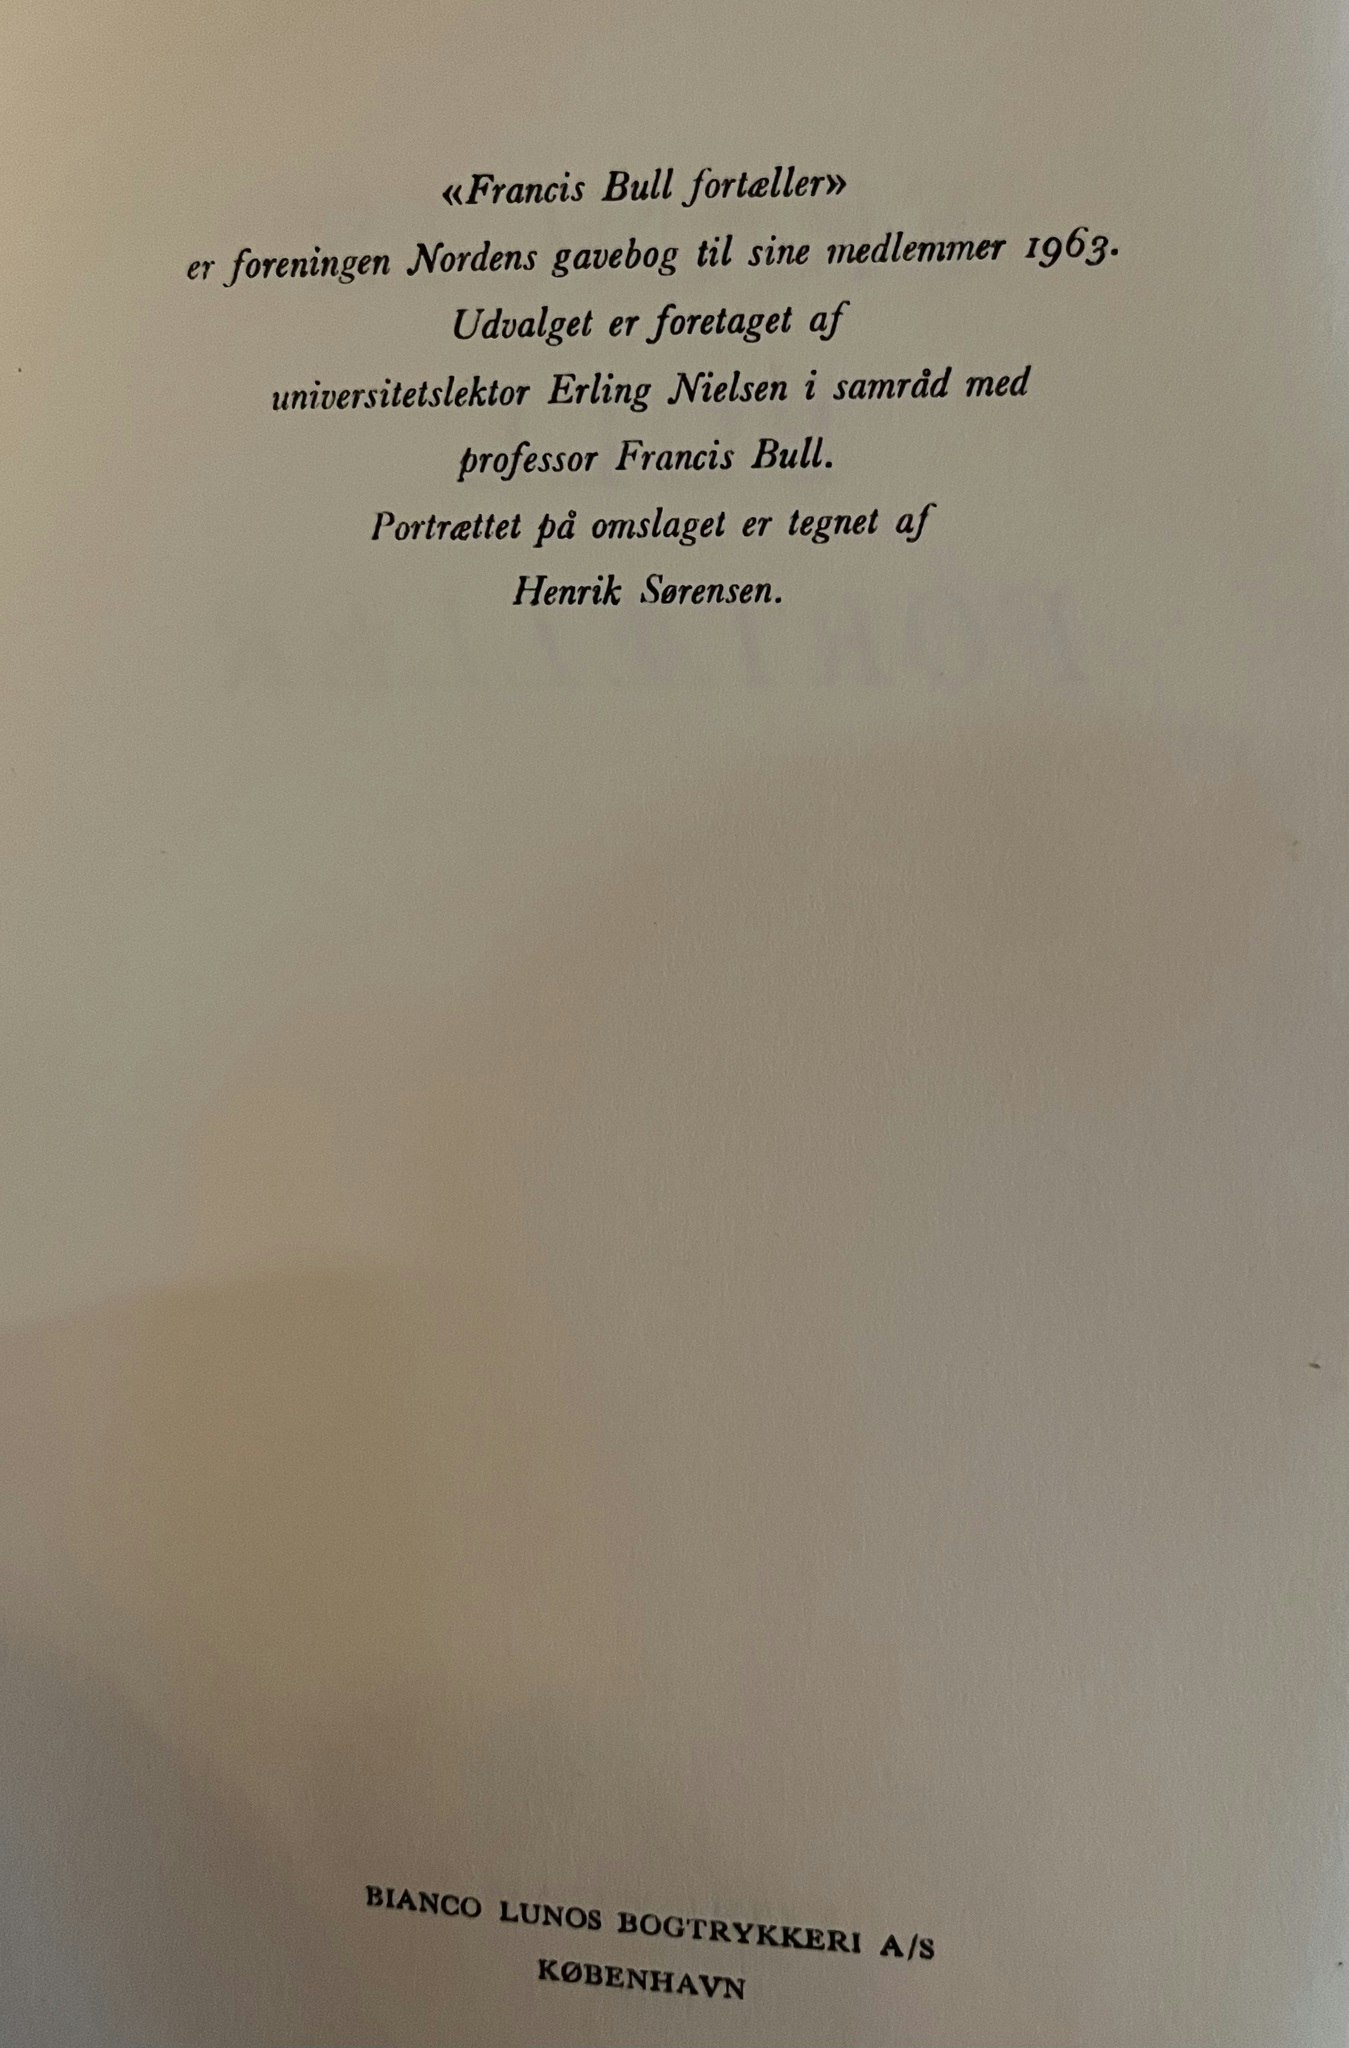 «Francis Bull fortæller»
er foreningen Nordens gavebog til sine medlemmer 1963.
Udvalget er foretaget af
universitetslektor Erling Nielsen i samråd med
professor Francis Bull.
Portrættet på omslaget er tegnet af
Henrik Sørensen.
BIANCO LUNOS BOGTRYKKERI A/S
KØBENHAVN